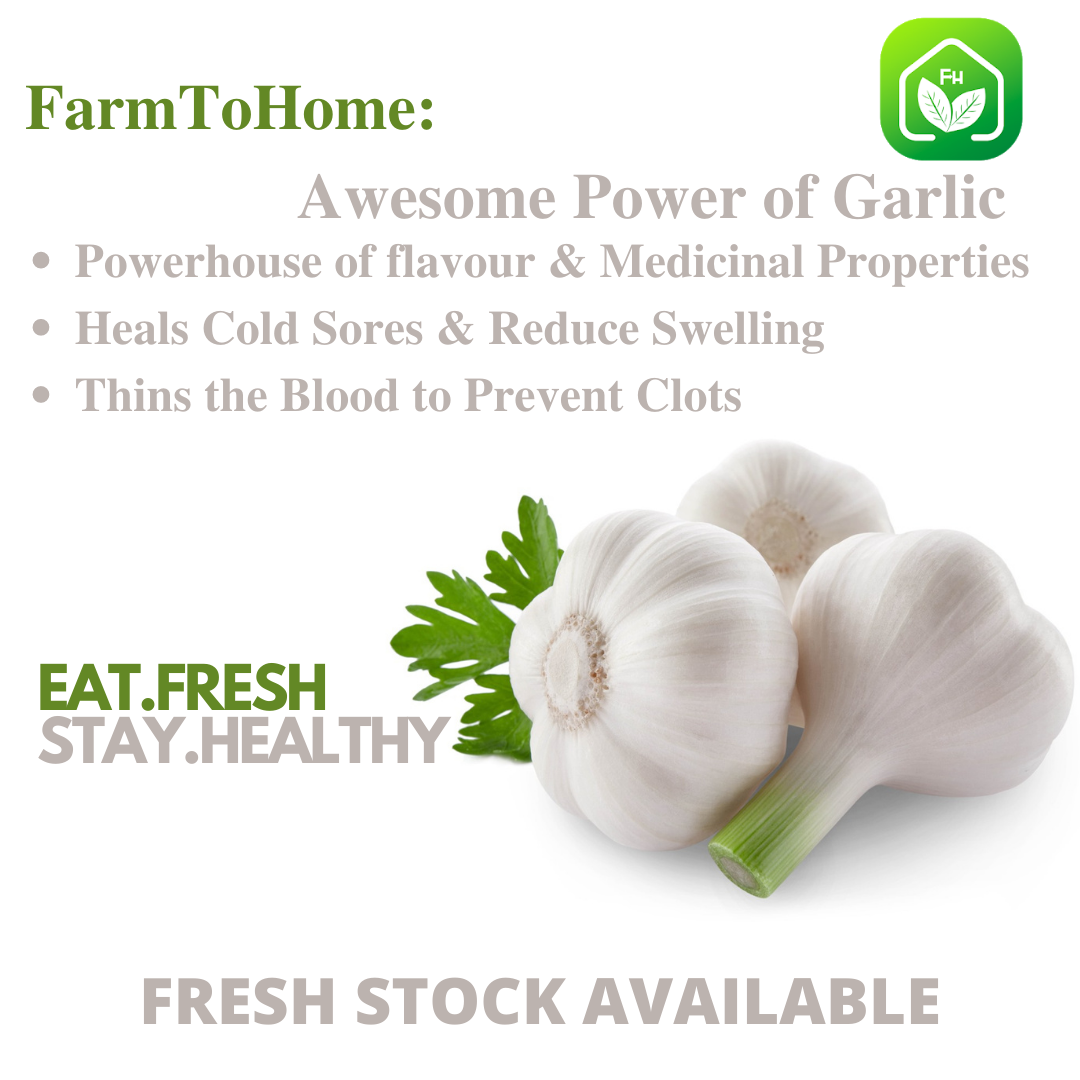 FH
FarmToHome:
Awesome Power of Garlic
• Powerhouse of flavour & Medicinal Properties
• Heals Cold Sores & Reduce Swelling
• Thins the Blood to Prevent Clots
EAT.FRESH
STAY.HEALTHY
FRESH STOCK AVAILABLE